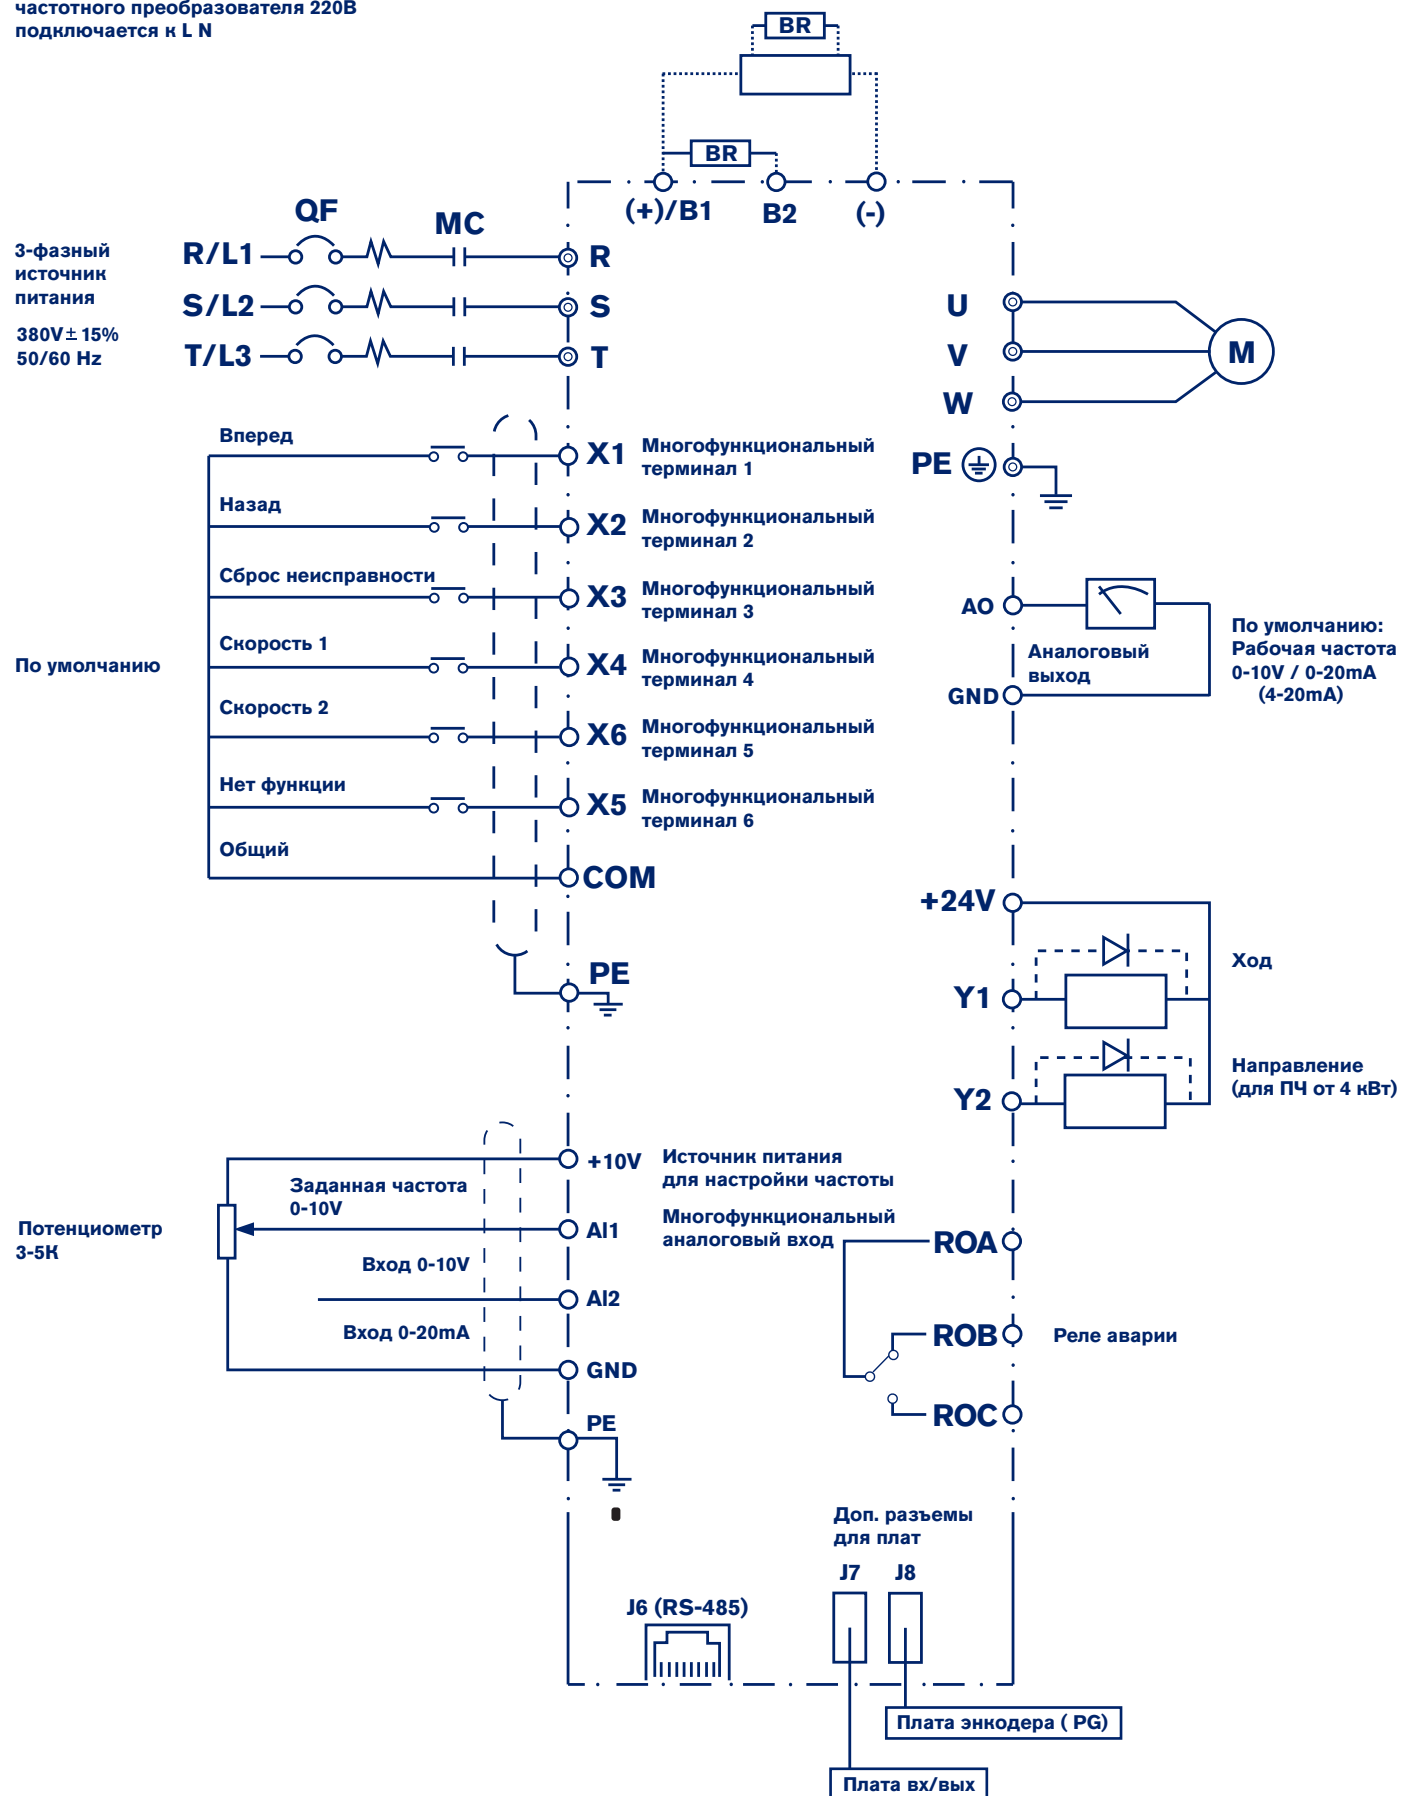 частотного преобразователя 220В
подключается к L N
BR
BR
(+)/B1
B2
(-)
QF
MC
3-фазный
источник
питания
380V± 15%
50/60 Hz
R/L1
R
S/L2
S
T/L3
T
U
V
W
M
PE
Вперед
X1
Многофункциональный
терминал 1
Назад
X2
Многофункциональный
терминал 2
Сброс неисправности
X3
Многофункциональный
терминал 3
По умолчанию
Скорость 1
X4
Многофункциональный
терминал 4
Скорость 2
X6
Многофункциональный
терминал 5
Нет функции
X5
Многофункциональный
терминал 6
Общий
COM
PE
AO
Аналоговый
выход
GND
По умолчанию:
Рабочая частота
0-10V / 0-20mA
(4-20mA)
+24V
Y1
Ход
Y2
Направление
(для ПЧ от 4 кВт)
Потенциометр
3-5К
+10V
Источник питания
для настройки частоты
Заданная частота
0-10V
AI1
Многофункциональный
аналоговый вход
Вход 0-10V
AI2
Вход 0-20mA
GND
PE
ROA
ROB
Реле аварии
ROC
Доп. разъемы
для плат
J7
J8
J6 (RS-485)
Плата энкодера ( PG)
Плата вх/вых